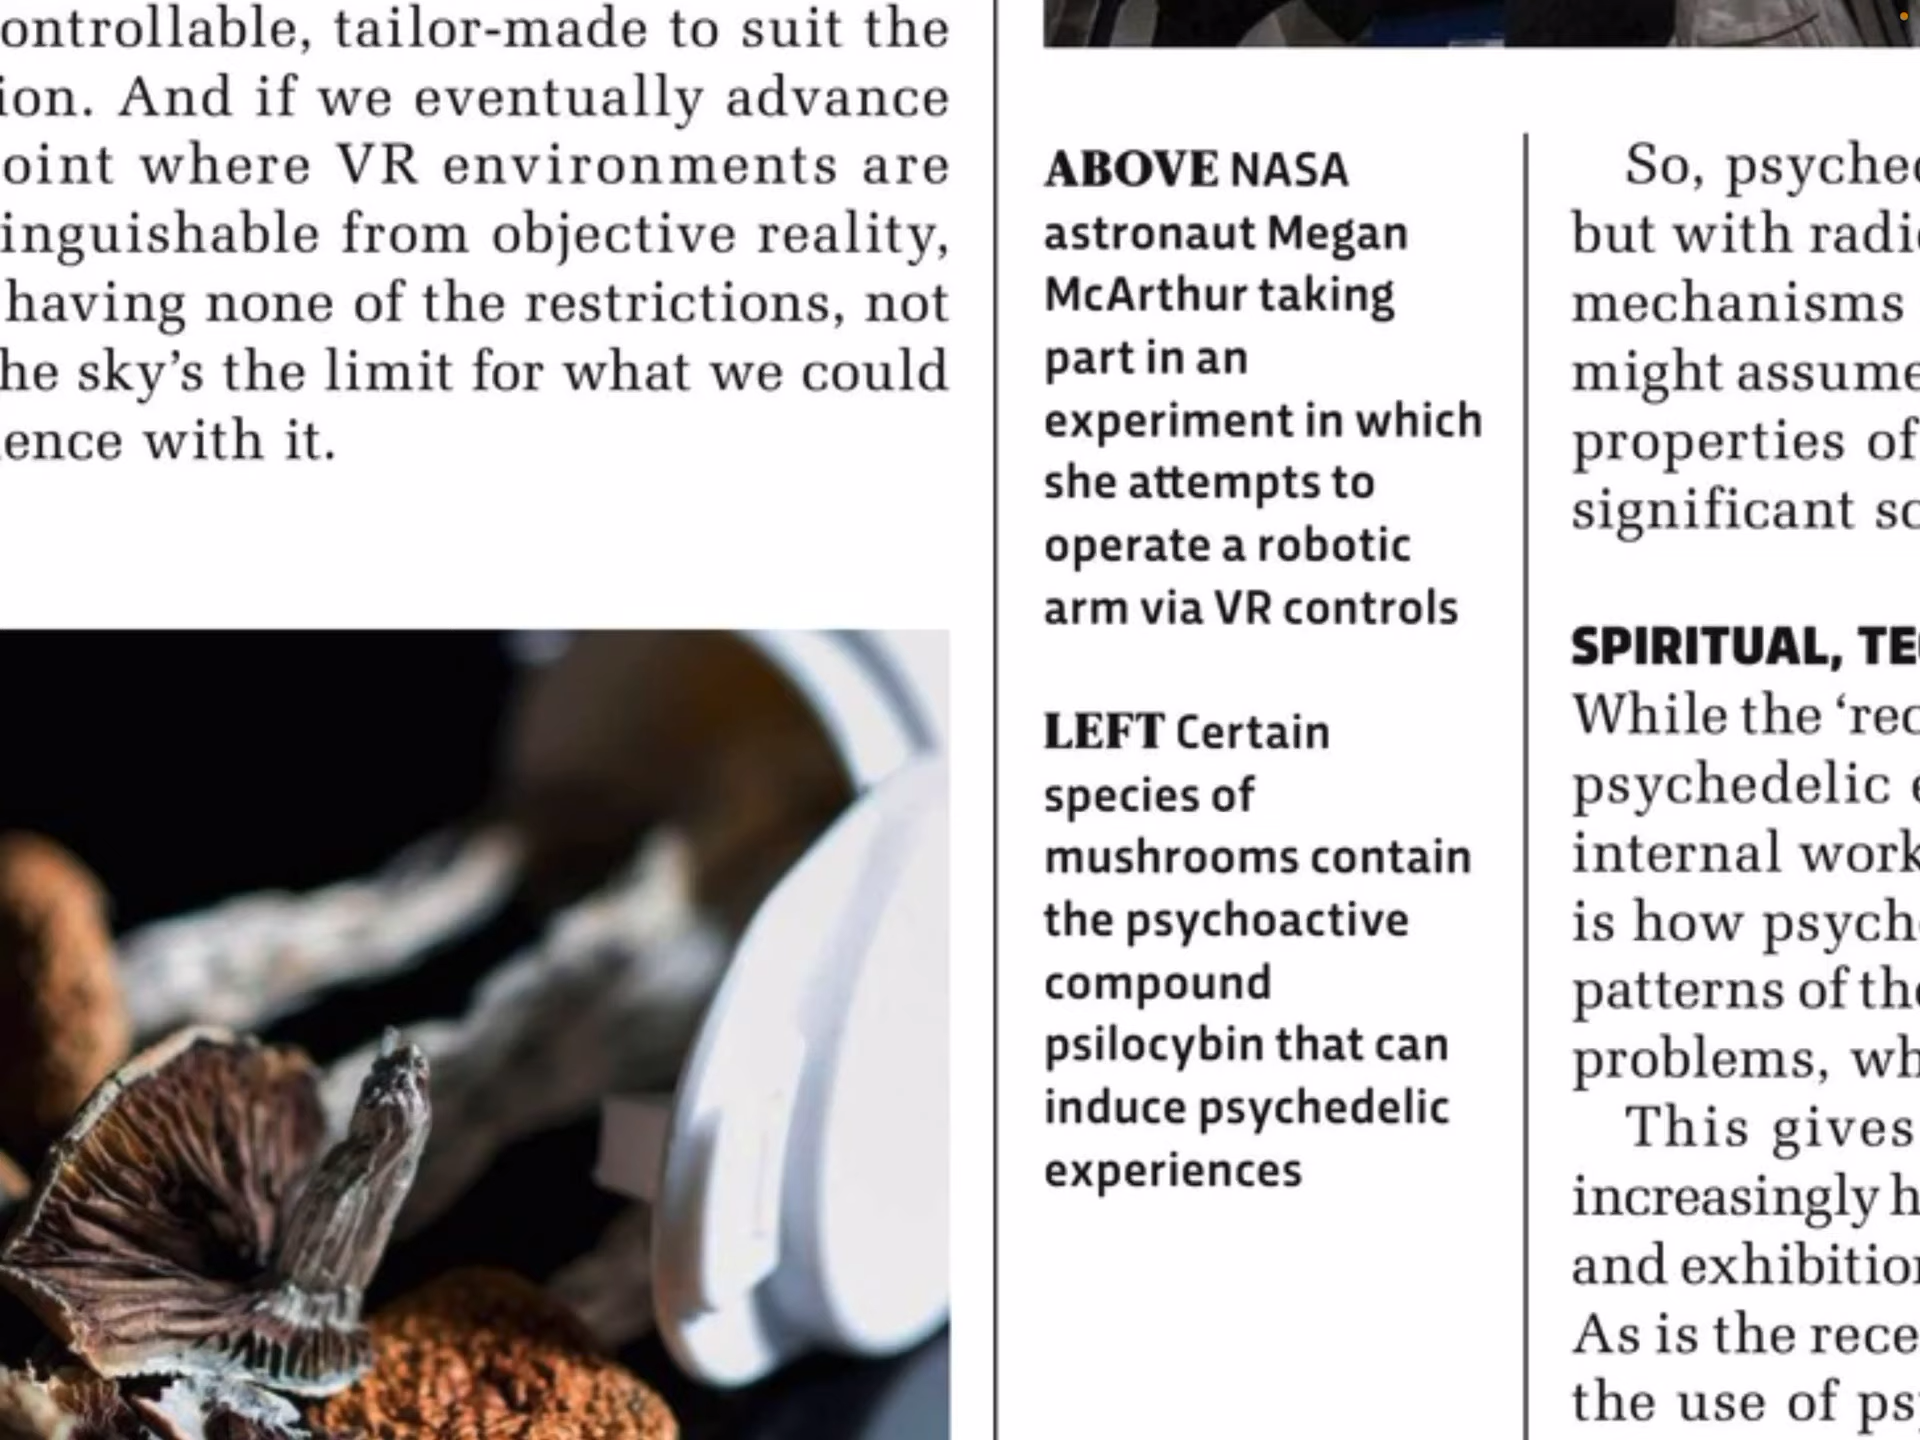 ontrollable, tailor-made to suit the
ion. And if we eventually advance
oint where VR environments are
inguishable from objective reality,
having none of the restrictions, not
he sky’s the limit for what we could
ence with it.
ABOVE NASA
astronaut Megan
McArthur taking
part in an
experiment in which
she attempts to
operate a robotic
arm via VR controls
LEFT Certain
species of
mushrooms contain
the psychoactive
compound
psilocybin that can
induce psychedelic
experiences
So, psyched
but with radi
mechanisms
might assume
properties of
significant sc
SPIRITUAL, TE
While the ‘rec
psychedelic e
internal work
is how psych
patterns of the
problems, wh
This gives
increasingly h
and exhibition
As is the rece
the use of ps